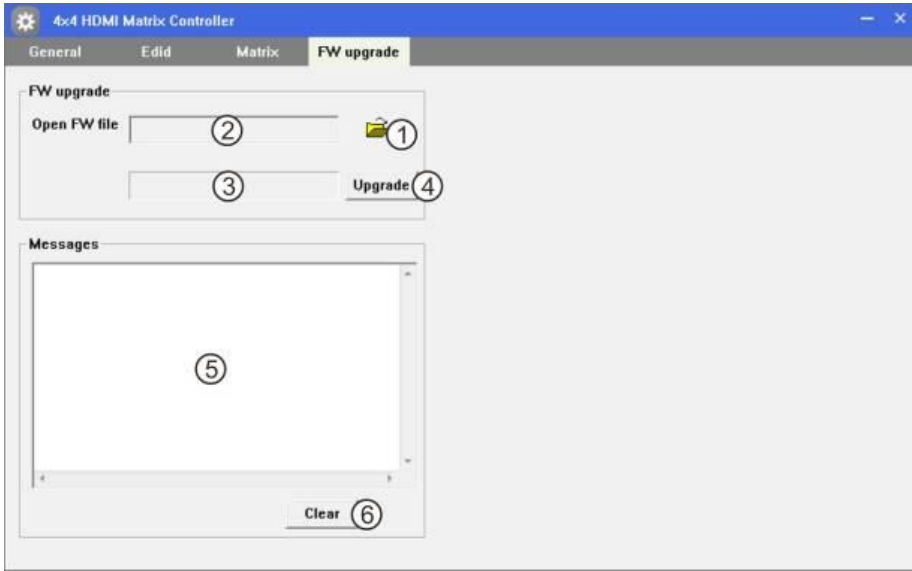 4x4 HDMI Matrix Controller
General Edid Matrix FW upgrade
FW upgrade
Open FW file ② ①
③ Upgrade ④
Messages
⑤
Clear ⑥